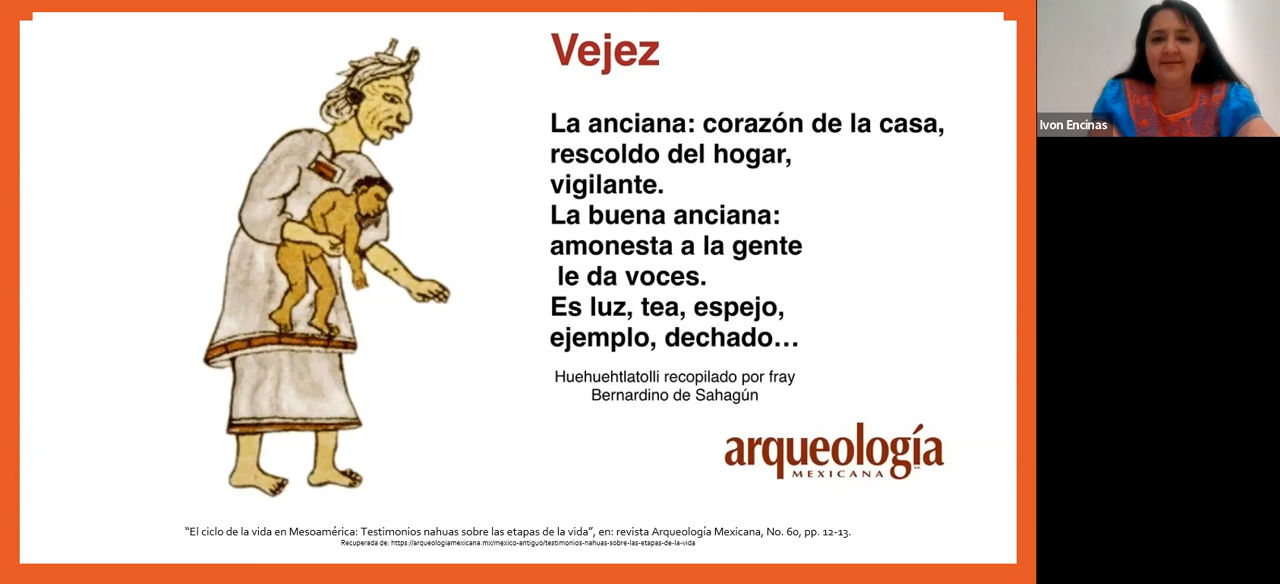 Vejez
La anciana: corazón de la casa,
rescoldo del hogar,
vigilante.
La buena anciana:
amonesta a la gente
le da voces.
Es luz, tea, espejo,
ejemplo, dechado...
Huehuehtlatolli recopilado por fray
Bernardino de Sahagún
arqueología
MEXICANA
“El ciclo de la vida en Mesoamérica: Testimonios nahuas sobre las etapas de la vida”, en: revista Arqueología Mexicana, No. 60, pp. 12-13.
Recuperada de: https://arqueologiamexicana.mx/mexico-antiguo/testimonios-nahuas-sobre-las-etapas-de-la-vida
Ivon Encinas